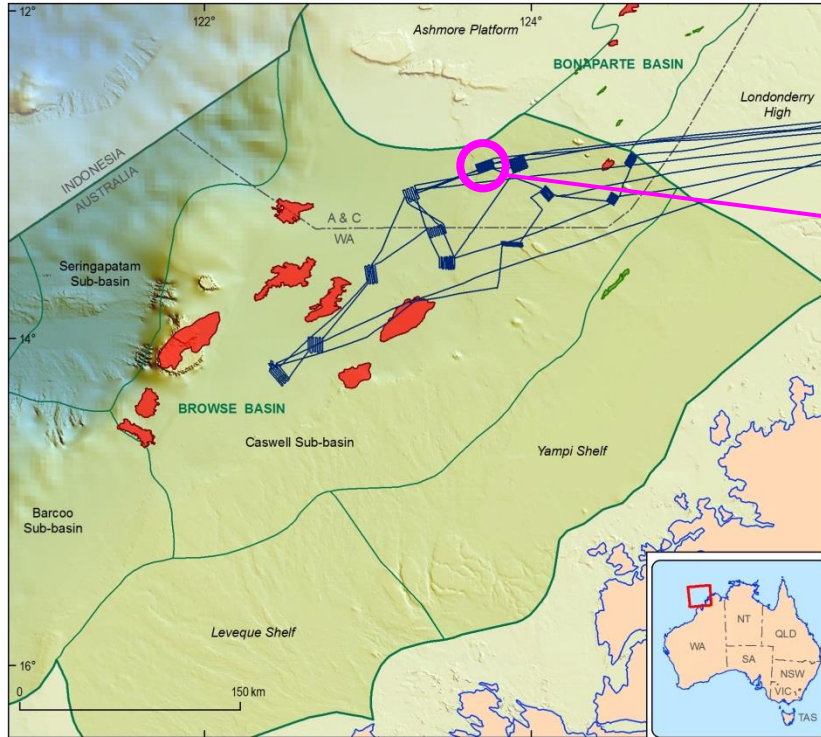 122°
124°
12°
Ashmore Platform
BONAPARTE BASIN
Londonderry
High
INDONESIA
AUSTRALIA
A & C
WA
Seringapatam
Sub-basin
14°
BROWSE BASIN
Caswell Sub-basin
Yampi Shelf
Barcoo
Sub-basin
Leveque Shelf
16°
0
150 km
NT
WA
QLD
SA
NSW
VIC
TAS